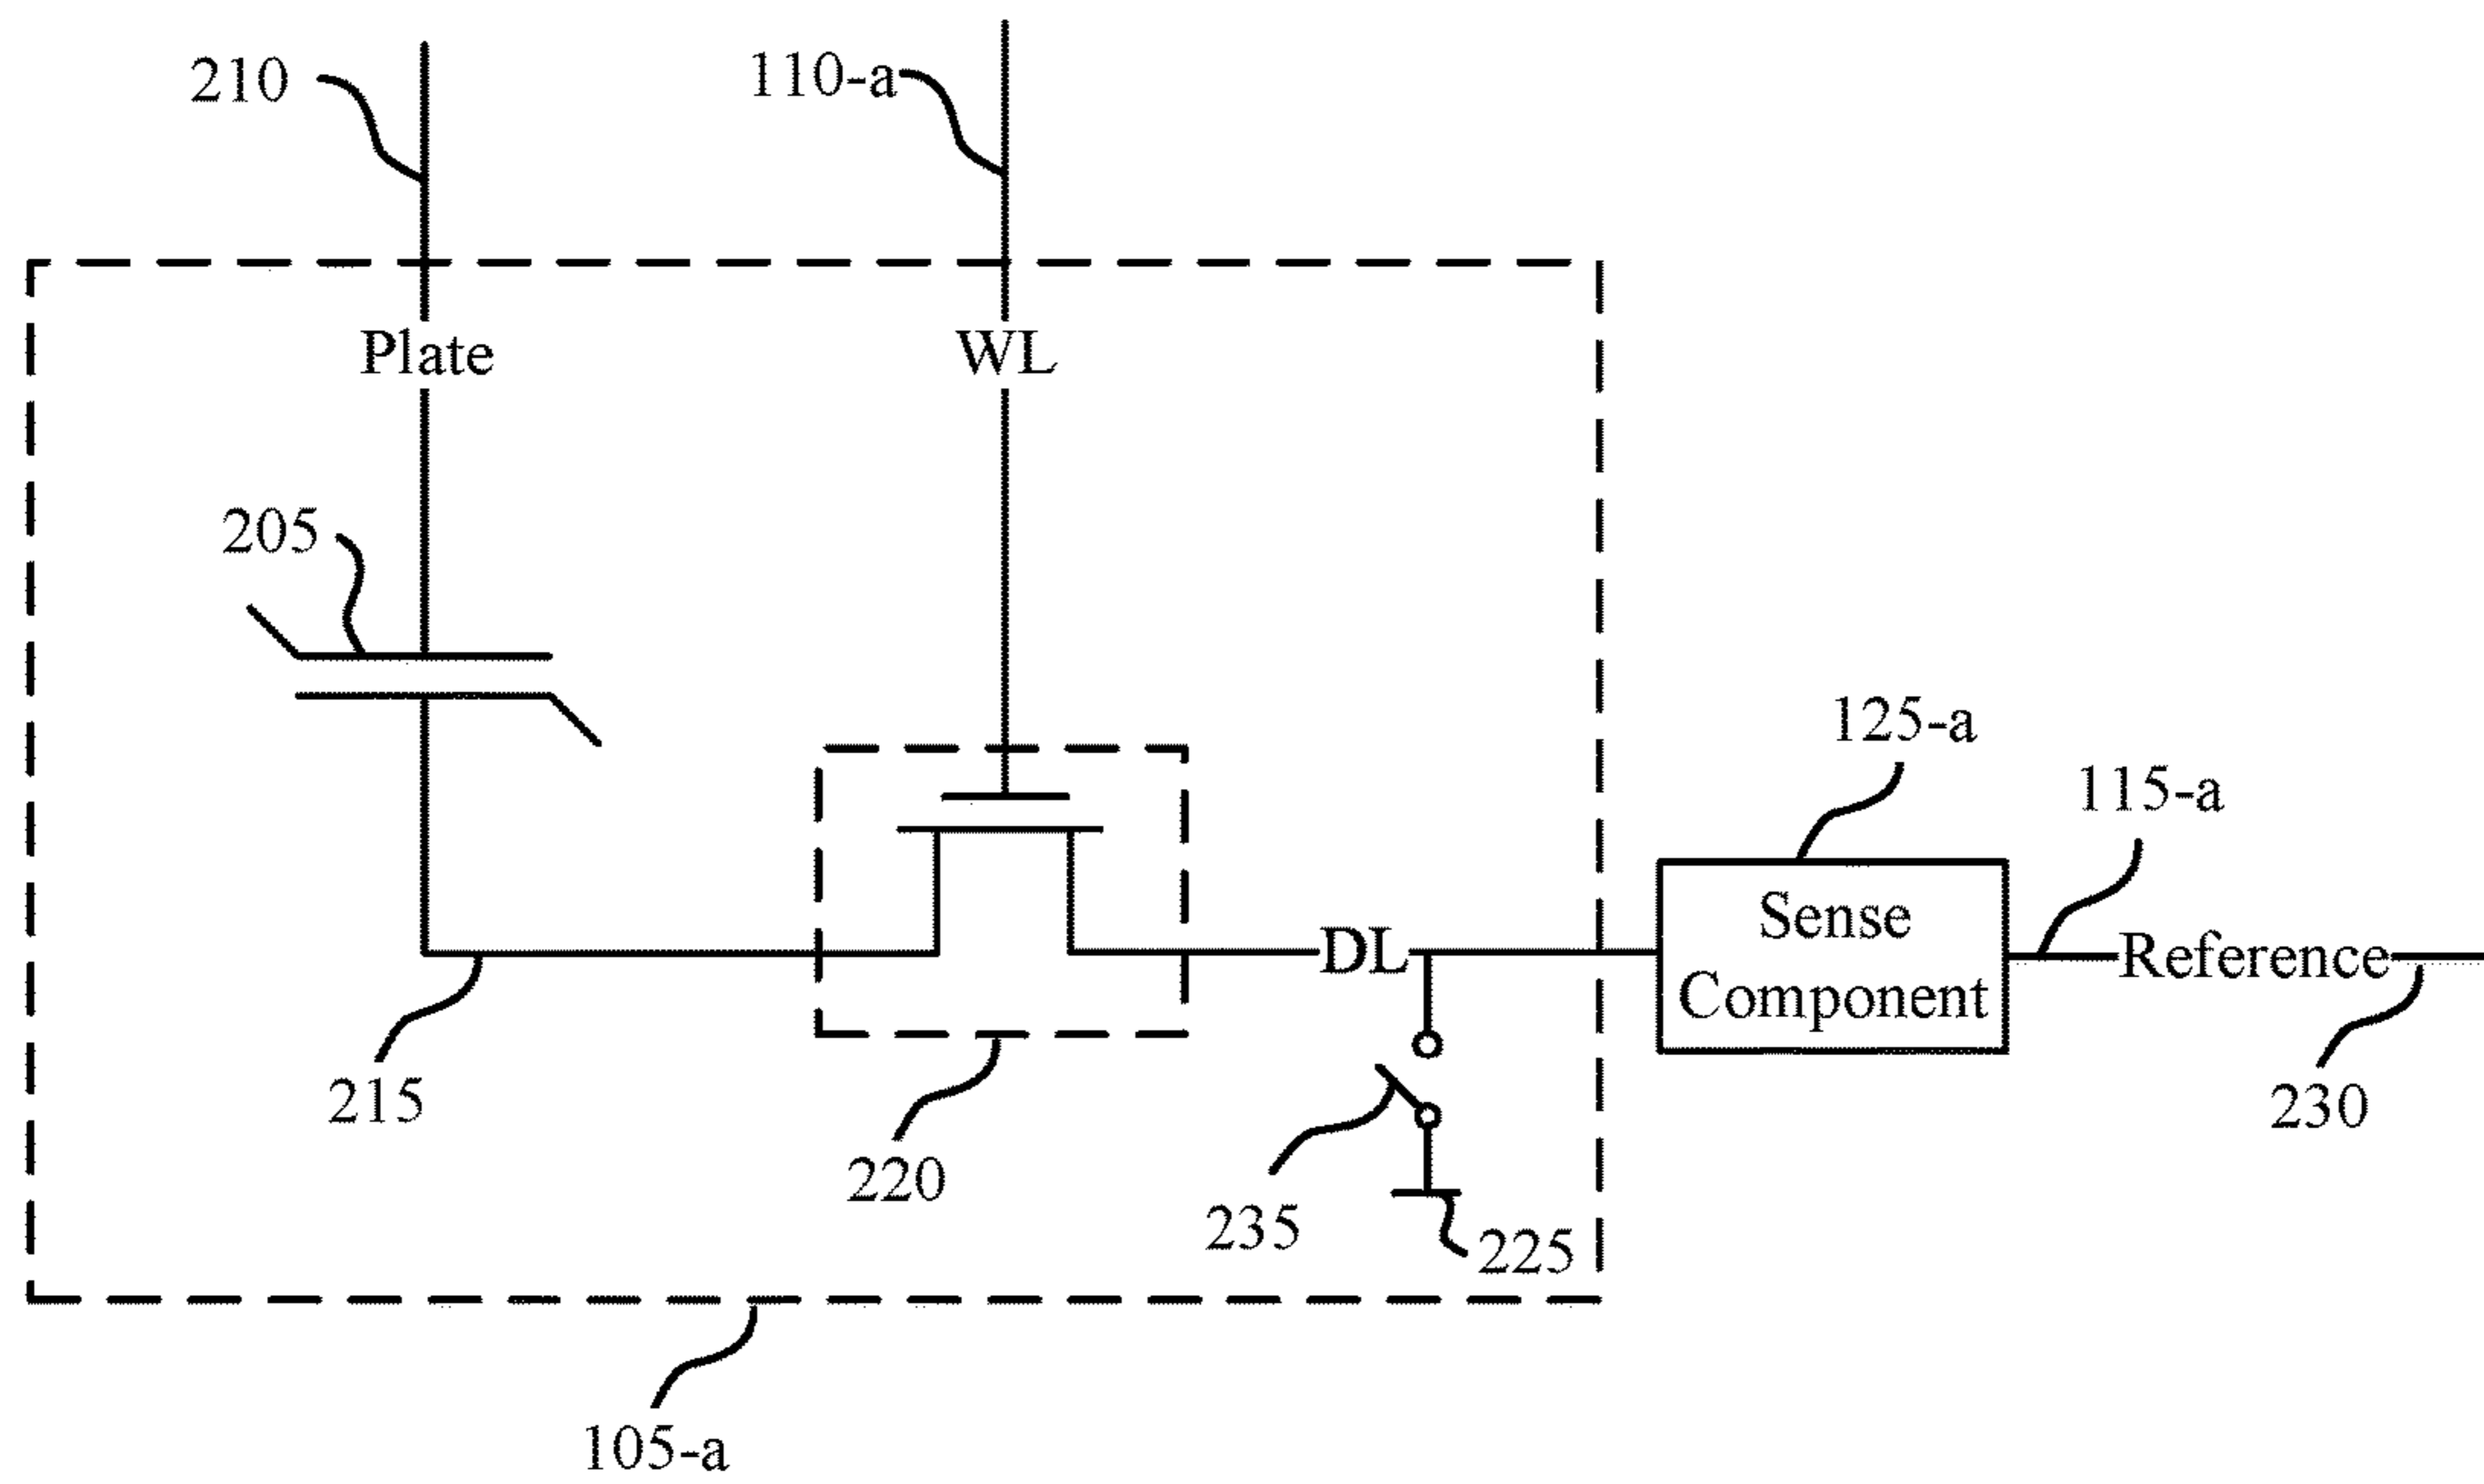 210
110-a
Plate
WL
205
125-a
115-a
Sense
Component
DL
Reference
215
220
235
225
230
105-a